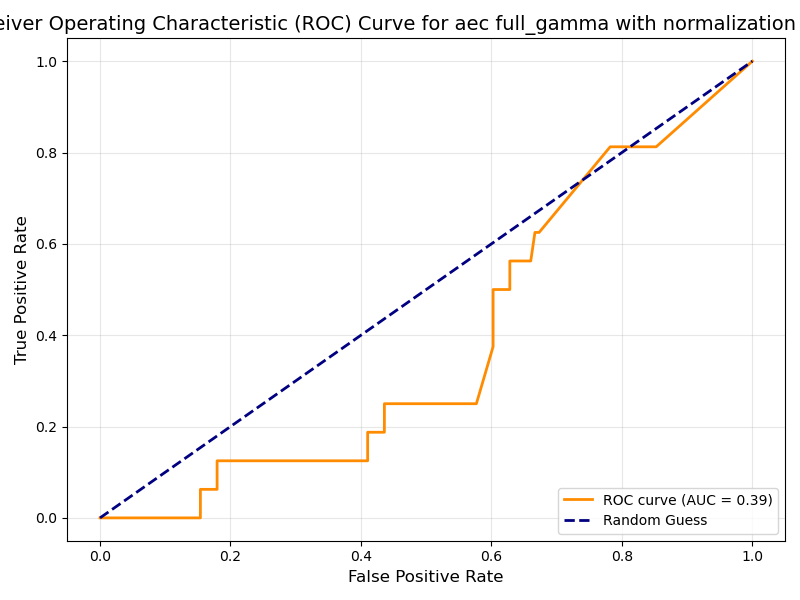 eiver Operating Characteristic (ROC) Curve for aec full_gamma with normalization
1.0
0.8
0.6
0.4
0.2
0.0
True Positive Rate
0.0 0.2 0.4 0.6 0.8 1.0
False Positive Rate
ROC curve (AUC = 0.39)
Random Guess